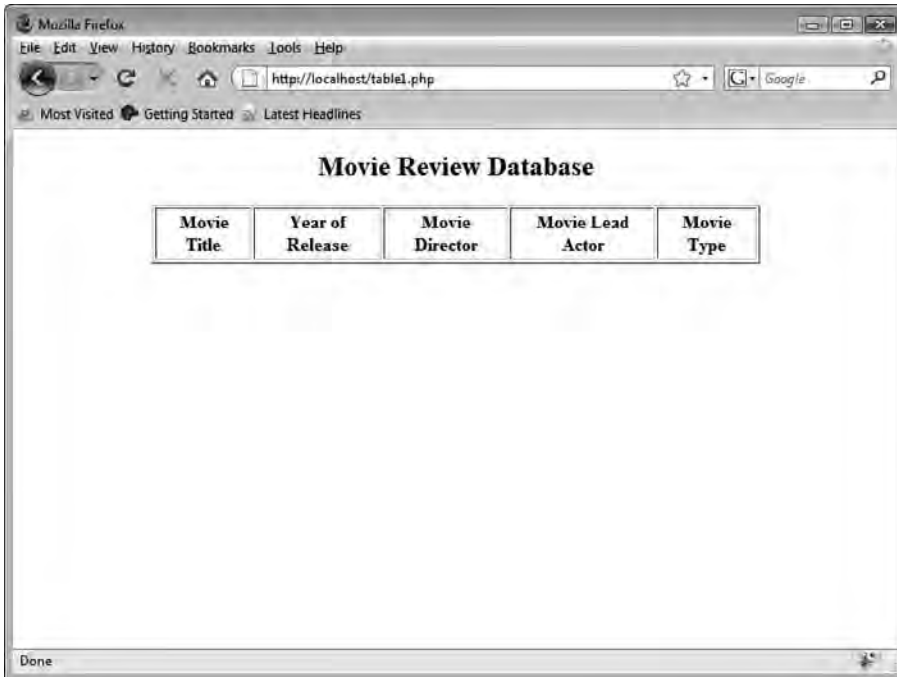 Mozilla Firefox
File Edit View History Bookmarks Tools Help
http://localhost/table1.php
G Google
Most Visited Getting Started Latest Headlines
Movie Review Database
Movie Title Year of Release Movie Director Movie Lead Actor Movie Type
Done